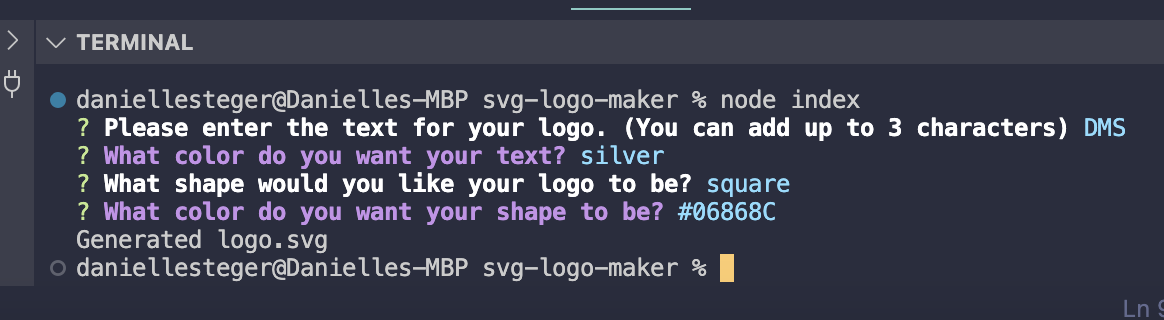 TERMINAL
daniellesteger@Danielles-MBP svg-logo-maker % node index
? Please enter the text for your logo. (You can add up to 3 characters) DMS
? What color do you want your text? silver
? What shape would you like your logo to be? square
? What color do you want your shape to be? #06868C
Generated logo.svg
daniellesteger@Danielles-MBP svg-logo-maker %
Ln